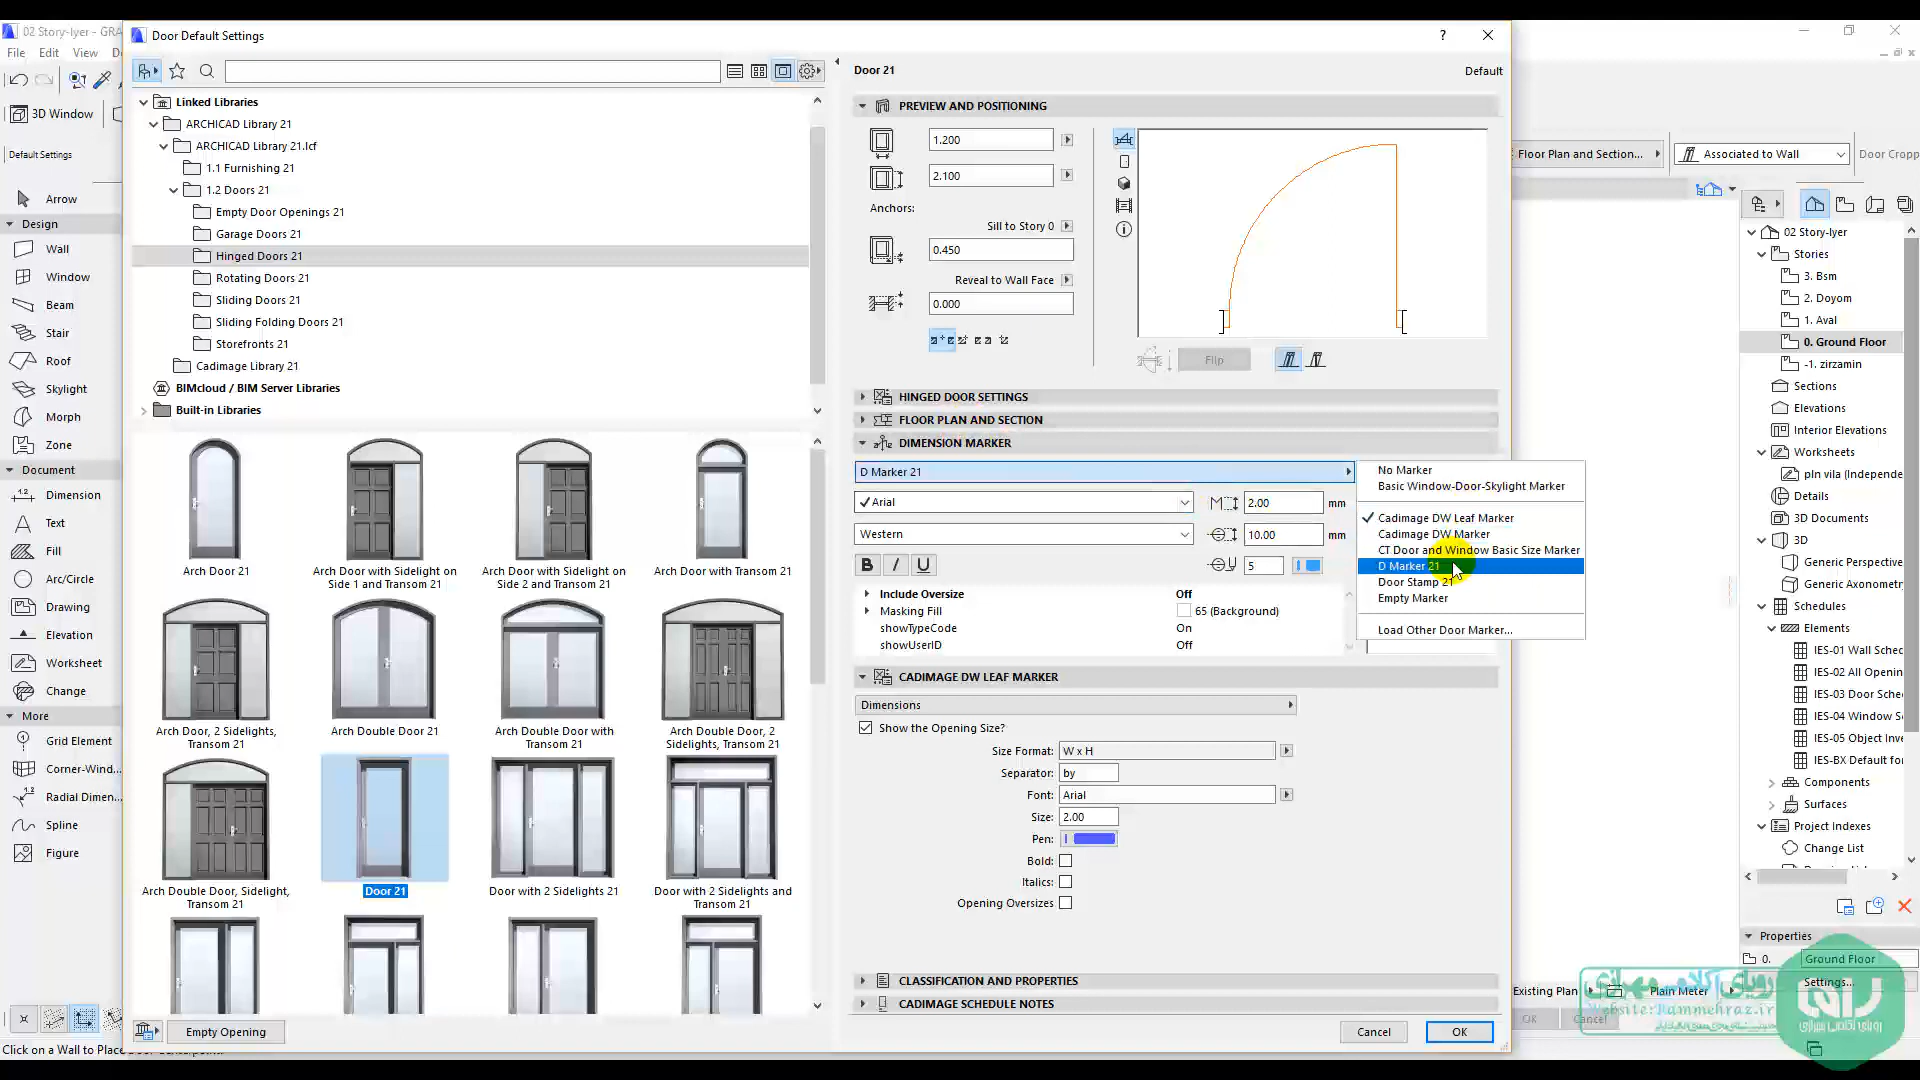 02 Story-Iyer - GRA
File Edit View D
3D Window
Default Settings
Arrow
Design
Wall
Window
Beam
Stair
Roof
Skylight
Morph
Zone
Document
Dimension
Text
Fill
Arc/Circle
Drawing
Elevation
Worksheet
Change
More
Grid Element
Corner-Wind...
Radial Dimen...
Spline
Figure
Click on a Wall to Place
Door Default Settings
Linked Libraries
ARCHICAD Library 21
ARCHICAD Library 21.lcf
1.1 Furnishing 21
1.2 Doors 21
Empty Door Openings 21
Garage Doors 21
Hinged Doors 21
Rotating Doors 21
Sliding Doors 21
Sliding Folding Doors 21
Storefronts 21
Cadimage Library 21
BIMcloud / BIM Server Libraries
Built-in Libraries
Arch Door 21
Arch Door with Sidelight on Side 1 and Transom 21
Arch Door with Sidelight on Side 2 and Transom 21
Arch Door with Transom 21
Arch Door, 2 Sidelights, Transom 21
Arch Double Door 21
Arch Double Door with Transom 21
Arch Double Door, 2 Sidelights, Transom 21
Arch Double Door, Sidelight, Transom 21
Door 21
Door with 2 Sidelights 21
Door with 2 Sidelights and Transom 21
Empty Opening
? ×
Door 21
Default
PREVIEW AND POSITIONING
1.200
2.100
Anchors:
Sill to Story 0
0.450
Reveal to Wall Face
0.000
Flip
HINGED DOOR SETTINGS
FLOOR PLAN AND SECTION
DIMENSION MARKER
D Marker 21
Arial
2.00 mm
Western
10.00 mm
B I U
5
Include Oversize Off
Masking Fill 65 (Background)
showTypeCode On
showUserID Off
No Marker
Basic Window-Door-Skylight Marker
Cadimage DW Leaf Marker
Cadimage DW Marker
CT Door and Window Basic Size Marker
D Marker 21
Door Stamp 21
Empty Marker
Load Other Door Marker...
CADIMAGE DW LEAF MARKER
Dimensions
Show the Opening Size?
Size Format: W x H
Separator: by
Font: Arial
Size: 2.00
Pen:
Bold:
Italics:
Opening Oversizes
CLASSIFICATION AND PROPERTIES
CADIMAGE SCHEDULE NOTES
Cancel
OK
Floor Plan and Section...
Associated to Wall
Door Cropp
02 Story-Iyer
Stories
3. Bsm
2. Doyom
1. Aval
0. Ground Floor
-1. zirzamin
Sections
Elevations
Interior Elevations
Worksheets
pln vila (Independe
Details
3D Documents
3D
Generic Perspective
Generic Axonometr
Schedules
Elements
IES-01 Wall Sched
IES-02 All Opening
IES-03 Door Sche
IES-04 Window S
IES-05 Object Inve
IES-BX Default for
Components
Surfaces
Project Indexes
Change List
Properties
0. Ground Floor
Settings...
Existing Plan
Plain Meter
OK
Cancel
Website:Rammehraz.ir